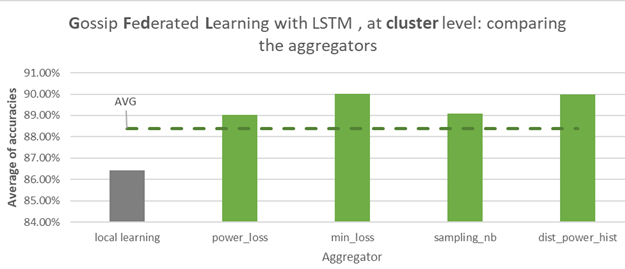 Gossip Federated Learning with LSTM , at cluster level: comparing
the aggregators
91.00%
90.00%
89.00%
88.00%
87.00%
86.00%
85.00%
84.00%
Average of accuracies
AVG
local learning
power_loss
min_loss
sampling_nb
dist_power_hist
Aggregator